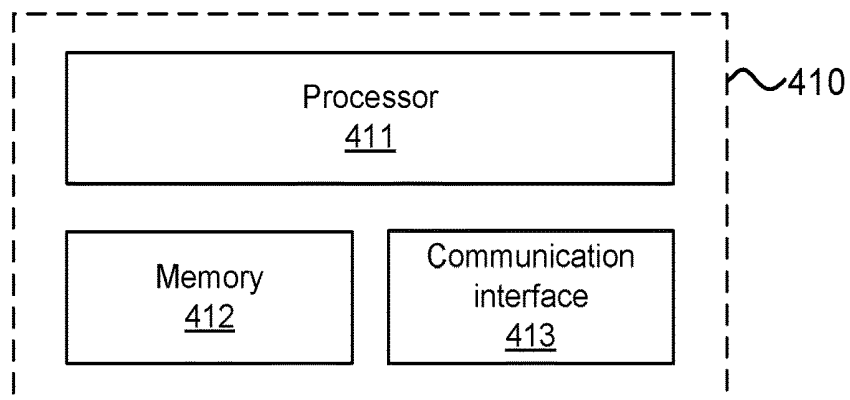 Processor
411
410
Memory
412
Communication
interface
413